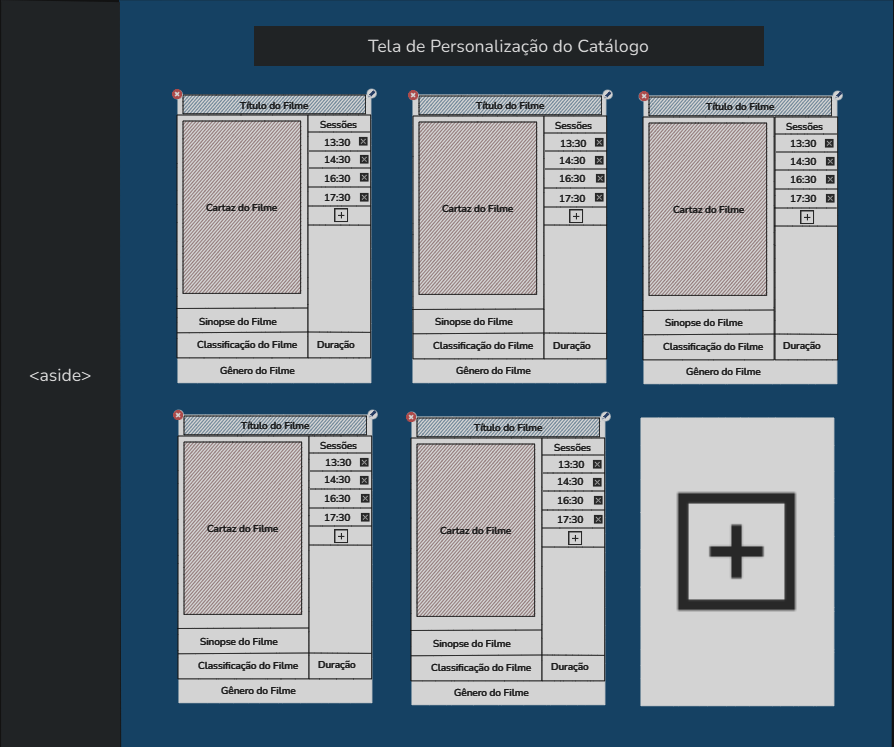 Tela de Personalização do Catálogo
<aside>
Título do Filme
Sessões
13:30
14:30
16:30
17:30
Cartaz do Filme
Sinopse do Filme
Classificação do Filme
Duração
Gênero do Filme
Título do Filme
Sessões
13:30
14:30
16:30
17:30
Cartaz do Filme
Sinopse do Filme
Classificação do Filme
Duração
Gênero do Filme
Título do Filme
Sessões
13:30
14:30
16:30
17:30
Cartaz do Filme
Sinopse do Filme
Classificação do Filme
Duração
Gênero do Filme
Título do Filme
Sessões
13:30
14:30
16:30
17:30
Cartaz do Filme
Sinopse do Filme
Classificação do Filme
Duração
Gênero do Filme
Título do Filme
Sessões
13:30
14:30
16:30
17:30
Cartaz do Filme
Sinopse do Filme
Classificação do Filme
Duração
Gênero do Filme